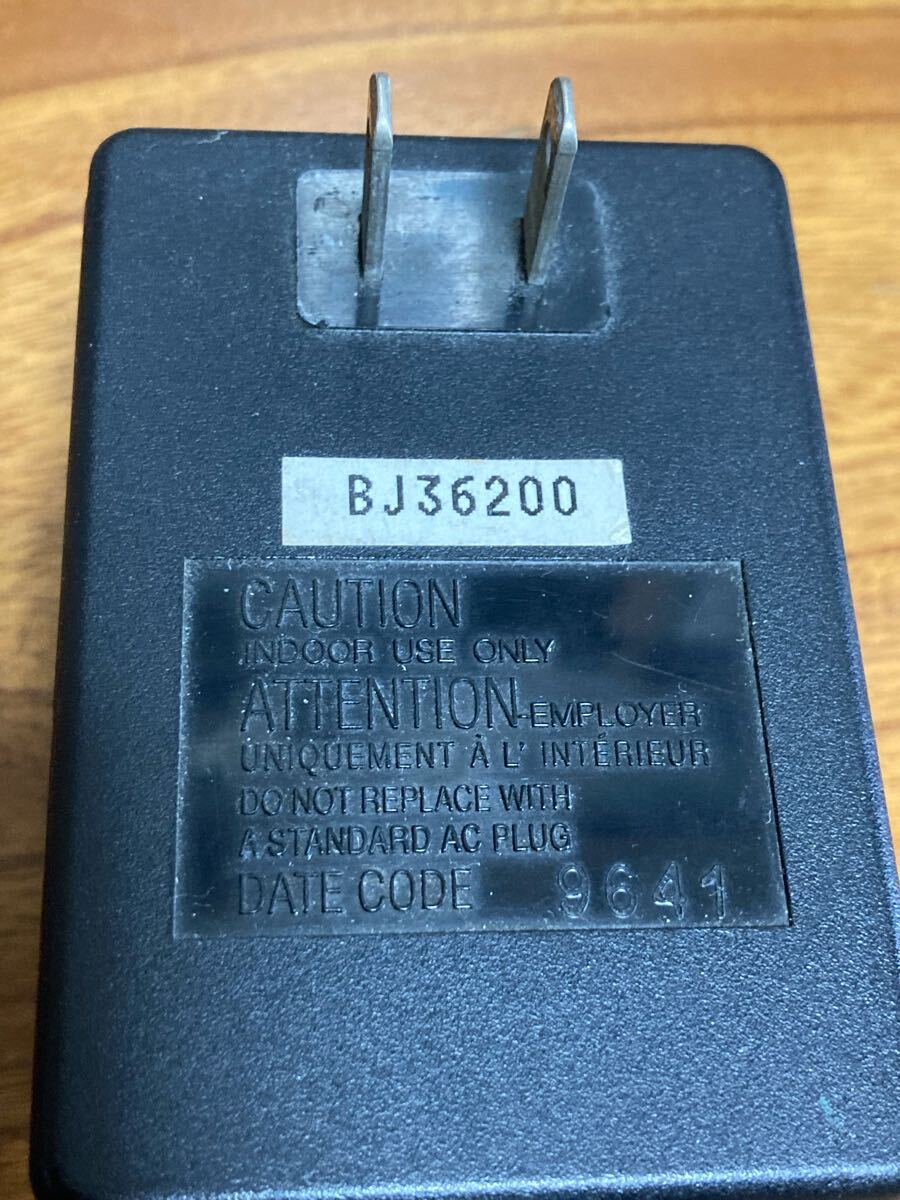 BJ36200
CAUTION
INDOOR USE ONLY
ATTENTION-EMPLOYER
UNIQUEMENT À L' INTÉRIEUR
DO NOT REPLACE WITH
A STANDARD AC PLUG
DATE CODE 9641